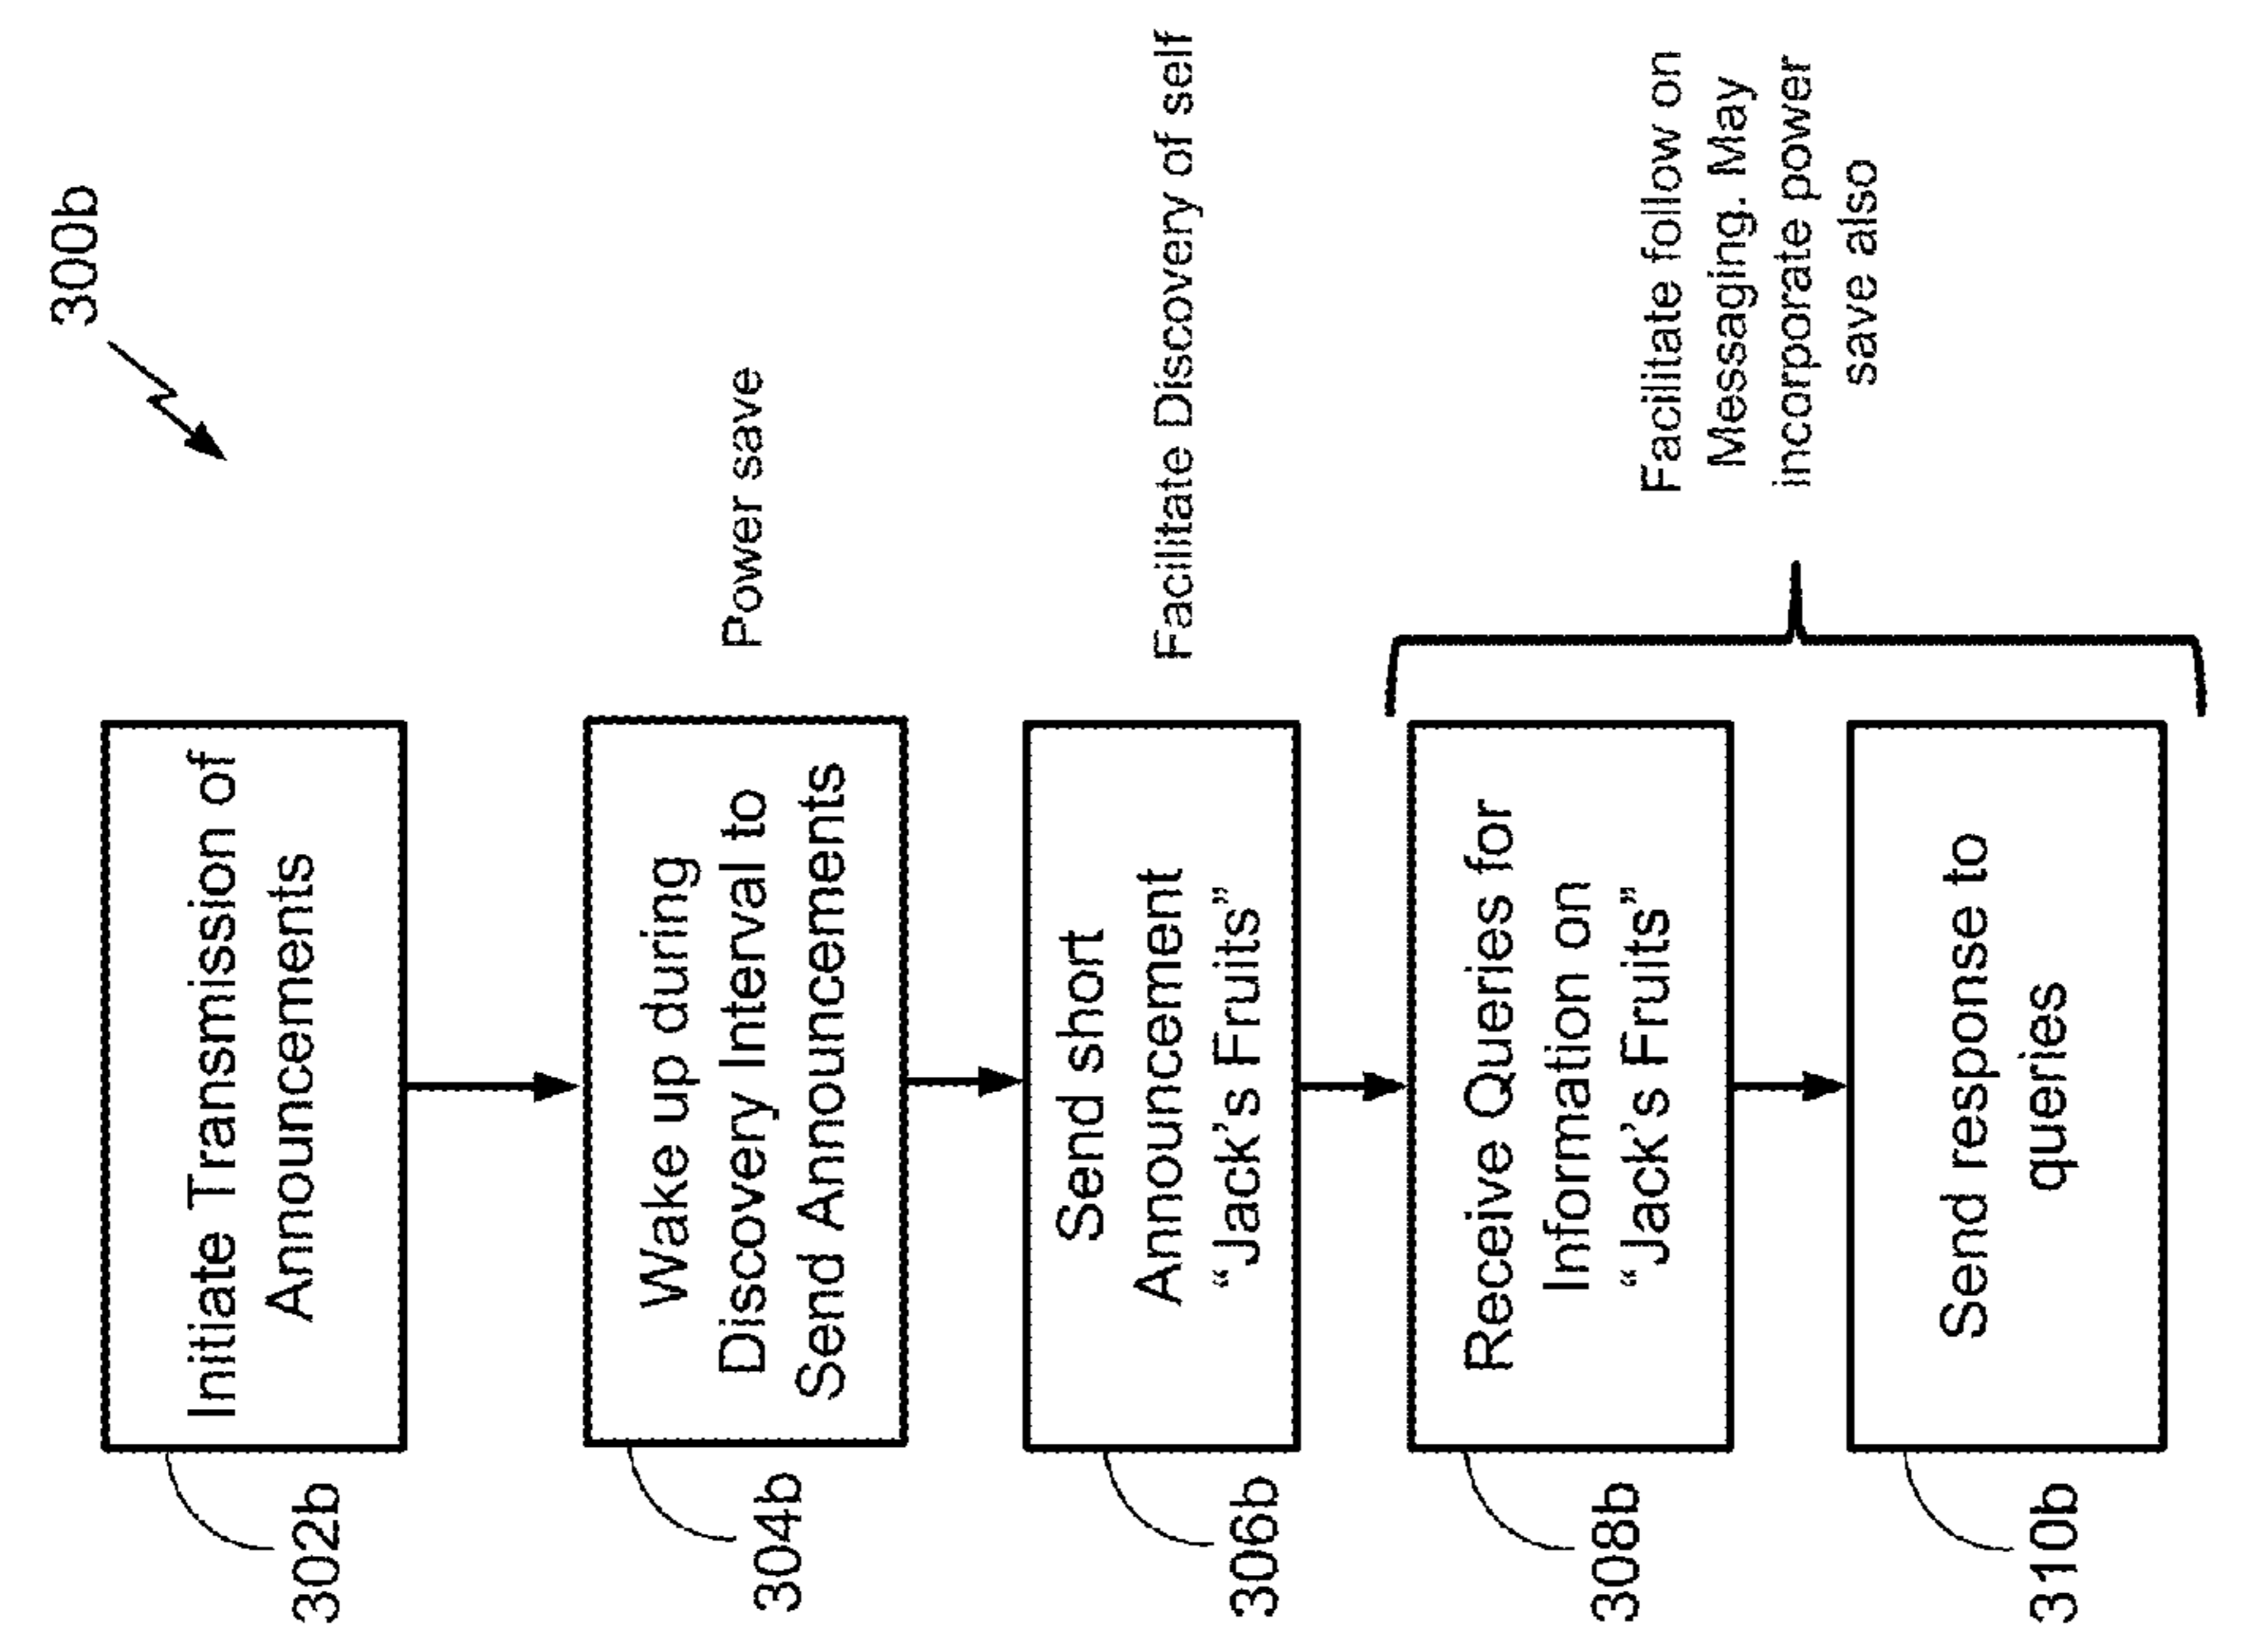 300b
302b
Initiate Transmission of
Announcements
304b
Wake up during
Discovery Interval to
Send Announcements
Power save
306b
Send short
Announcement
“Jack’s Fruits”
Facilitate Discovery of self
308b
Receive Queries for
Information on
“Jack’s Fruits”
310b
Send response to
queries
Facilitate follow on
Messaging. May
incorporate power
save also